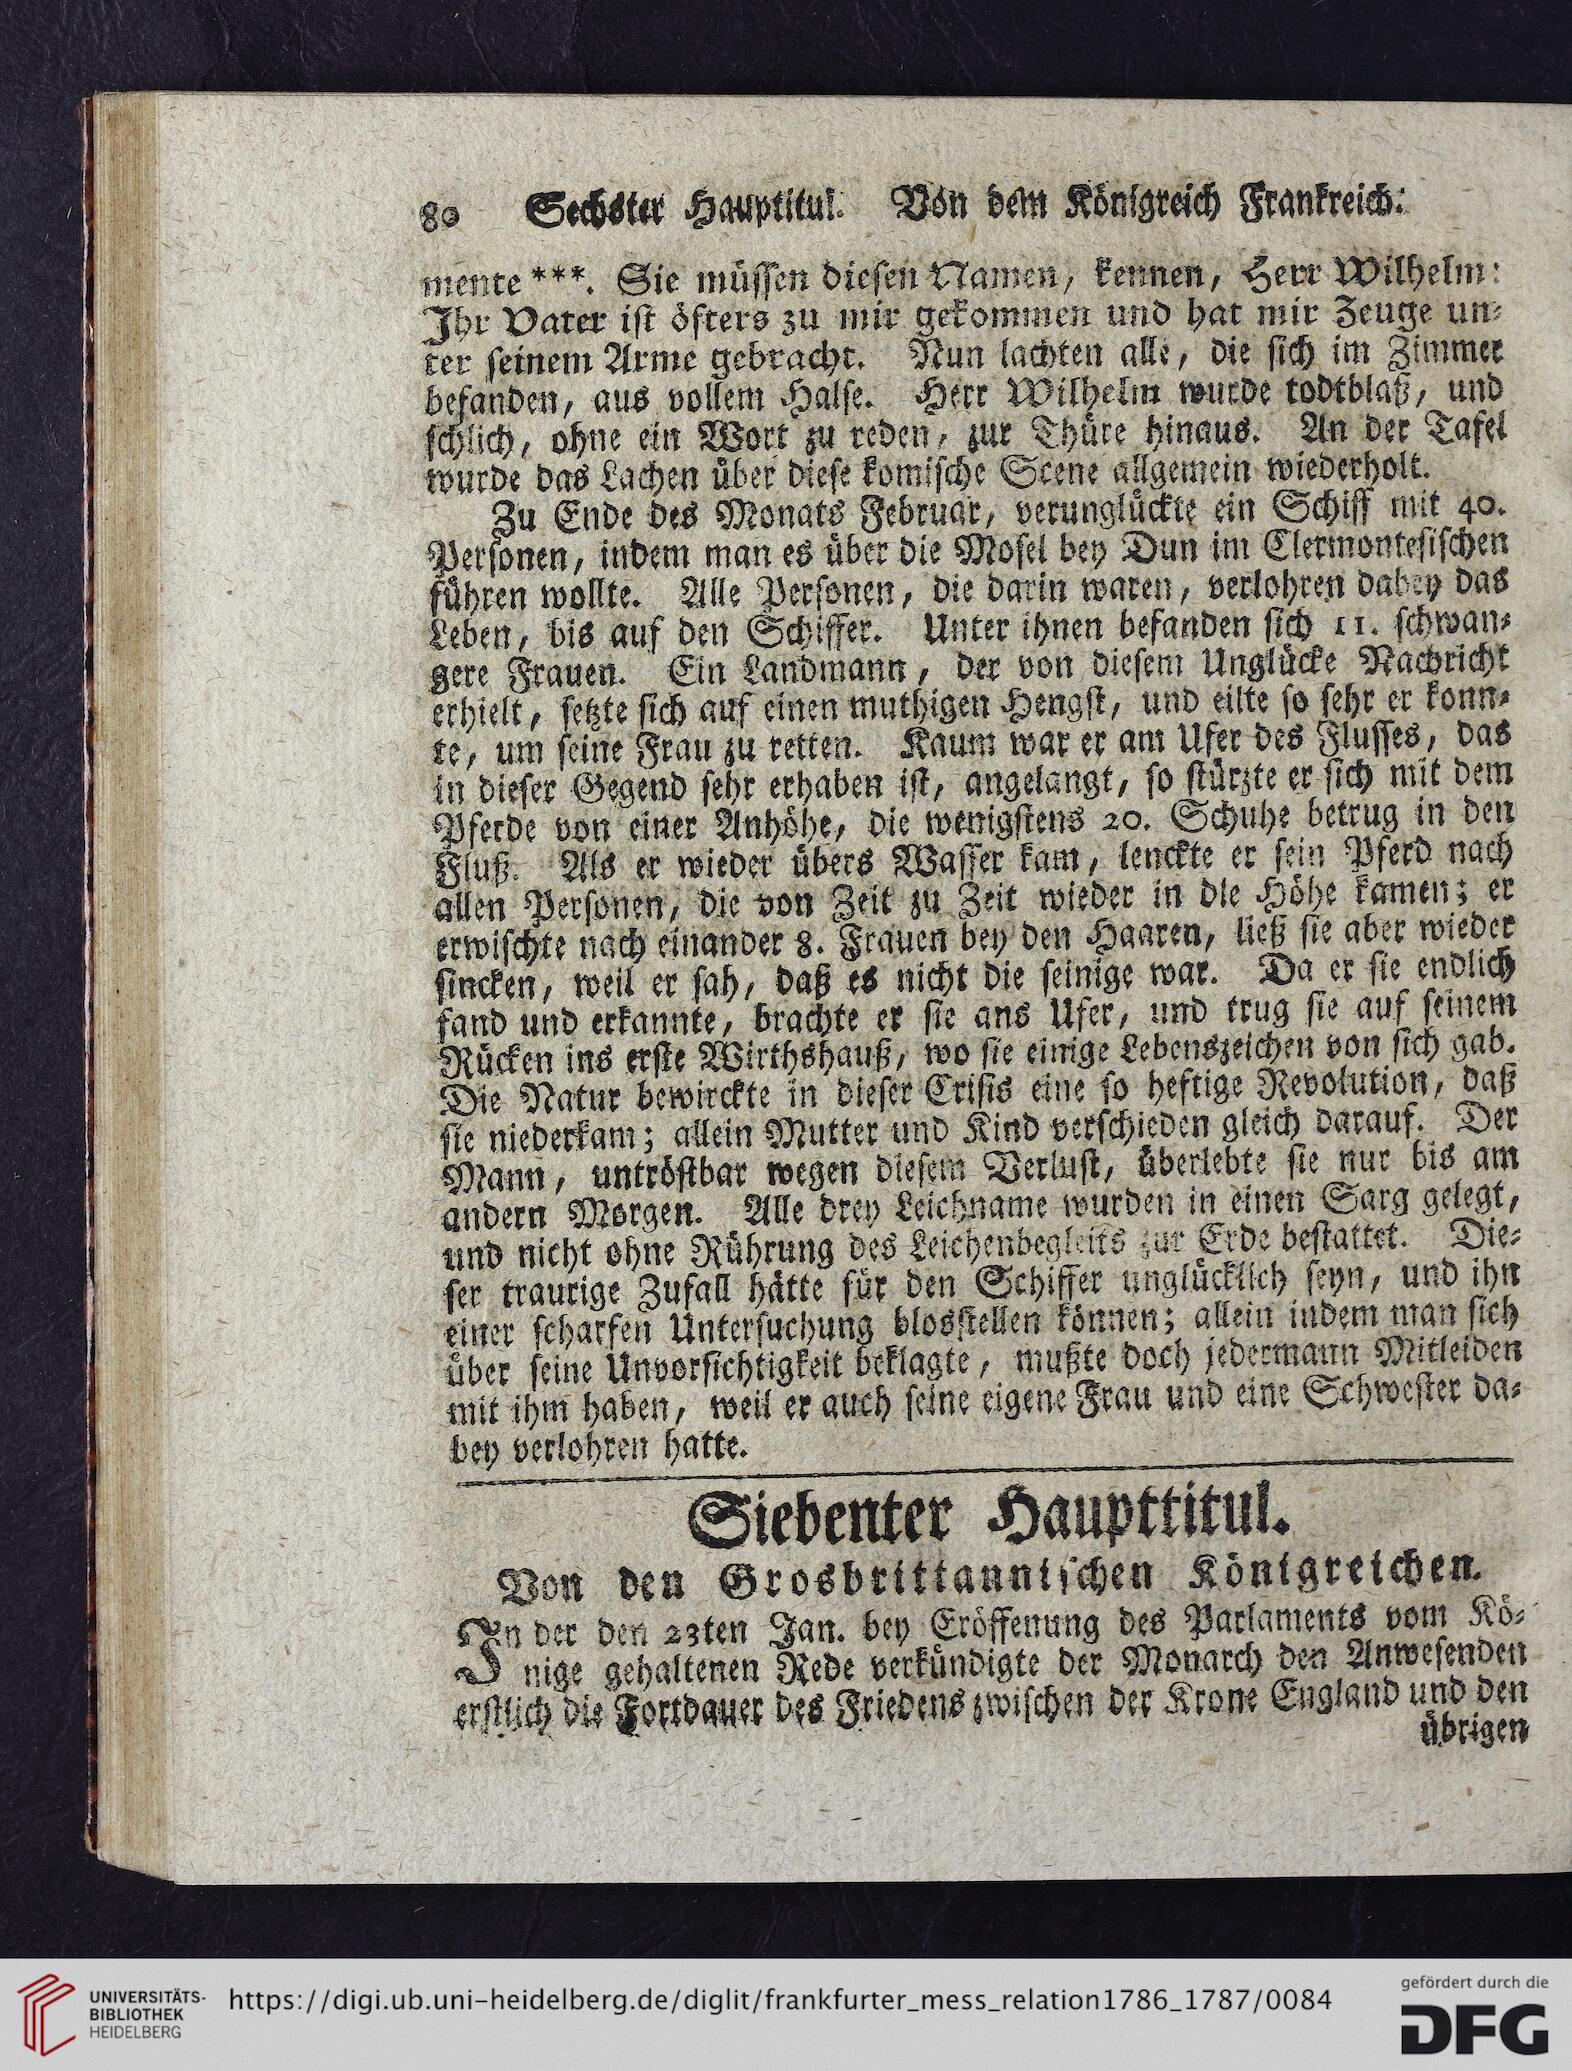 80 Sechster Hauptitul. Von dem Königreich Frankreich:
mente ***. Sie müssen diesen Namen, kennen, Herr Wilhelm:
Ihr Vater ist öfters zu mir gekommen und hat mir Zeuge un-
ter seinem Arme gebracht. Nun lachten alle, die sich im Zimmer
befanden, aus vollem Halse. Herr Wilhelm wurde todtblaß, und
schlich, ohne ein Wort zu reden, zur Thüre hinaus. An der Tafel
wurde das Lachen über diese komische Scene allgemein wiederholt.
Zu Ende des Monats Februar, verunglückte ein Schiff mit 40.
Personen, indem man es über die Mosel bey Dun im Clermontesischen
führen wollte. Alle Personen, die darin waren, verlohren dabey das
Leben, bis auf den Schiffer. Unter ihnen befanden sich 11. schwan-
gere Frauen. Ein Landmann, der von diesem Unglücke Nachricht
erhielt, setzte sich auf einen muthigen Hengst, und eilte so sehr er konn-
te, um seine Frau zu retten. Kaum war er am Ufer des Flusses, das
in dieser Gegend sehr erhaben ist, angelangt, so stürzte er sich mit dem
Pferde von einer Anhöhe, die wenigstens 20. Schuhe betrug in den
Fluß. Als er wieder übers Wasser kam, lenckte er sein Pferd nach
allen Personen, die von Zeit zu Zeit wieder in die Höhe kamen; er
erwischte nach einander 8. Frauen bey den Haaren, ließ sie aber wieder
sincken, weil er sah, daß es nicht die seinige war. Da er sie endlich
fand und erkannte, brachte er sie ans Ufer, und trug sie auf seinem
Rücken ins erste Wirthshauß, wo sie einige Lebenszeichen von sich gab.
Die Natur bewirckte in dieser Crisis eine so heftige Revolution, daß
sie niederkam; allein Mutter und Kind verschieden gleich darauf. Der
Mann, untröstbar wegen diesem Verlust, überlebte sie nur bis am
andern Morgen. Alle drey Leichname wurden in einen Sarg gelegt,
und nicht ohne Rührung des Leichenbegleits zur Erde bestattet. Die-
ser traurige Zufall hätte für den Schiffer unglücklich seyn, und ihn
einer scharfen Untersuchung blosstellen können; allein indem man sich
über seine Unvorsichtigkeit beklagte, mußte doch jedermann Mitleiden
mit ihm haben, weil er auch seine eigene Frau und eine Schwester da-
bey verlohren hatte.
Siebenter Haupttitul.
Von den Grosbrittannischen Königreichen.
In der den 23ten Jan. bey Eröffenung des Parlaments vom Kö-
nige gehaltenen Rede verkündigte der Monarch den Anwesenden
erstlich die Fortdauer des Friedens zwischen der Krone England und den
übrigen
UNIVERSITÄTS-
BIBLIOTHEK
HEIDELBERG
https://digi.ub.uni-heidelberg.de/diglit/frankfurter_mess_relation1786_1787/0084
gefördert durch die
DFG